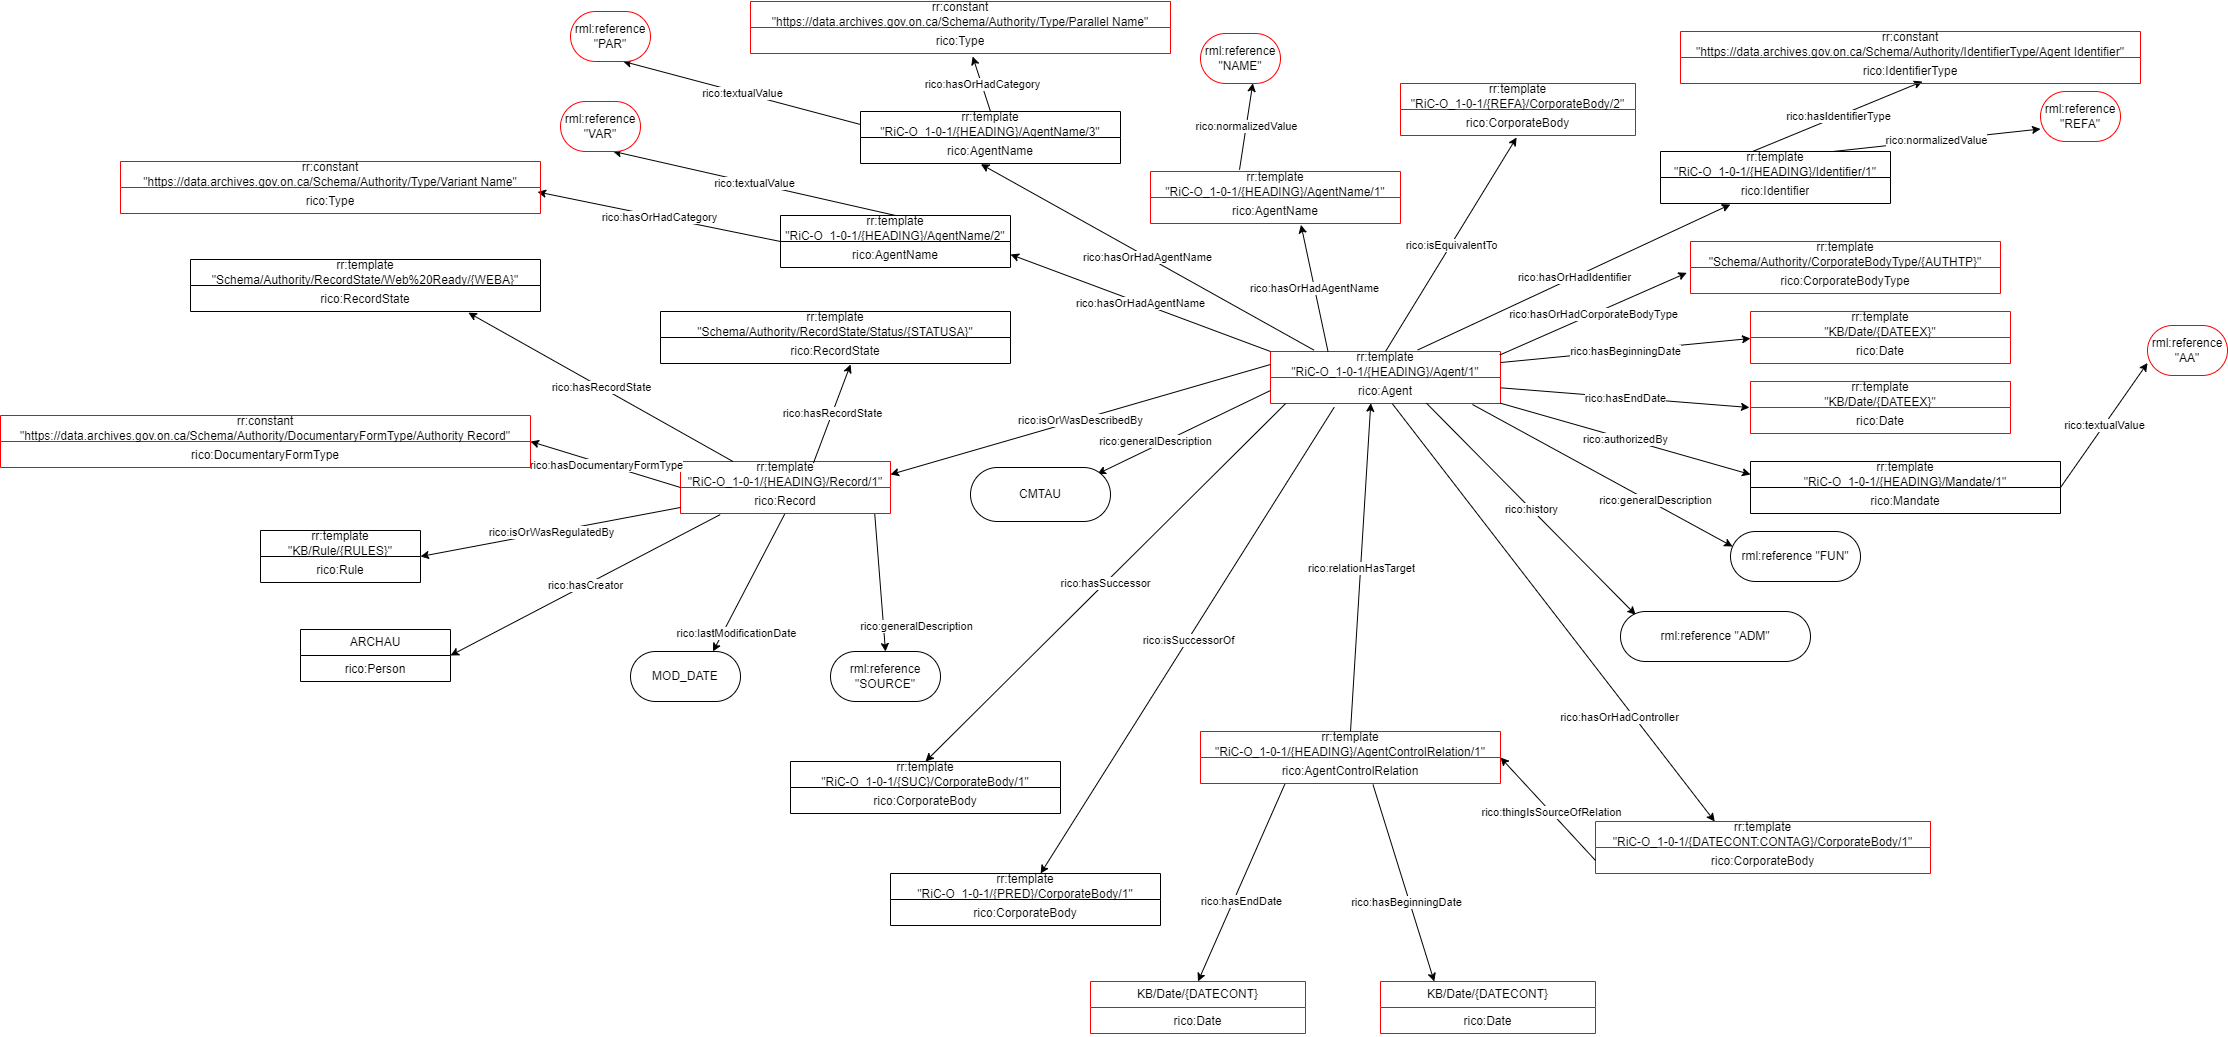 rr:constant
"https://data.archives.gov.on.ca/Schema/Authority/Type/Parallel Name"
rico:Type
rml:reference
"PAR"
rml:reference
"NAME"
rr:constant
"https://data.archives.gov.on.ca/Schema/Authority/IdentifierType/Agent Identifier"
rico:IdentifierType
rico:hasOrHadCategory
rico:textualValue
rr:template
"RiC-O_1-0-1/{REFA}/CorporateBody/2"
rico:CorporateBody
rml:reference
"REFA"
rico:hasIdentifierType
rml:reference
"VAR"
rr:template
"RiC-O_1-0-1/{HEADING}/AgentName/3"
rico:AgentName
rico:normalizedValue
rico:normalizedValue
rr:constant
"https://data.archives.gov.on.ca/Schema/Authority/Type/Variant Name"
rico:Type
rico:textualValue
rr:template
"RiC-O_1-0-1/{HEADING}/AgentName/1"
rico:AgentName
rr:template
"RiC-O_1-0-1/{HEADING}/Identifier/1"
rico:Identifier
rico:hasOrHadCategory
rr:template
"RiC-O_1-0-1/{HEADING}/AgentName/2"
rico:AgentName
rico:isEquivalentTo
rico:hasOrHadAgentName
rico:hasOrHadIdentifier
rr:template
"Schema/Authority/CorporateBodyType/{AUTHTP}"
rico:CorporateBodyType
rr:template
"Schema/Authority/RecordState/Web%20Ready/{WEBA}"
rico:RecordState
rico:hasOrHadAgentName
rico:hasOrHadAgentName
rico:hasOrHadCorporateBodyType
rr:template
"Schema/Authority/RecordState/Status/{STATUSA}"
rico:RecordState
rr:template
"KB/Date/{DATEEX}"
rico:Date
rml:reference
"AA"
rico:hasBeginningDate
rr:template
"RiC-O_1-0-1/{HEADING}/Agent/1"
rico:Agent
rico:hasRecordState
rico:hasEndDate
rr:template
"KB/Date/{DATEEX}"
rico:Date
rico:hasRecordState
rico:isOrWasDescribedBy
rico:textualValue
rr:constant
"https://data.archives.gov.on.ca/Schema/Authority/DocumentaryFormType/Authority Record"
rico:DocumentaryFormType
rico:generalDescription
rico:authorizedBy
rico:hasDocumentaryFormType
rr:template
"RiC-O_1-0-1/{HEADING}/Record/1"
rico:Record
rr:template
"RiC-O_1-0-1/{HEADING}/Mandate/1"
rico:Mandate
CMTAU
rico:generalDescription
rico:history
rico:isOrWasRegulatedBy
rr:template
"KB/Rule/{RULES}"
rico:Rule
rml:reference "FUN"
rico:hasCreator
rico:hasSuccessor
rico:relationHasTarget
ARCHAU
rico:Person
rico:lastModificationDate
rico:generalDescription
rico:isSuccessorOf
rml:reference "ADM"
MOD_DATE
rml:reference
"SOURCE"
rico:hasOrHadController
rr:template
"RiC-O_1-0-1/{HEADING}/AgentControlRelation/1"
rico:AgentControlRelation
rr:template
"RiC-O_1-0-1/{SUC}/CorporateBody/1"
rico:CorporateBody
rico:thingIsSourceOfRelation
rr:template
"RiC-O_1-0-1/{DATECONT:CONTAG}/CorporateBody/1"
rico:CorporateBody
rr:template
"RiC-O_1-0-1/{PRED}/CorporateBody/1"
rico:CorporateBody
rico:hasEndDate
rico:hasBeginningDate
KB/Date/{DATECONT}
rico:Date
KB/Date/{DATECONT}
rico:Date